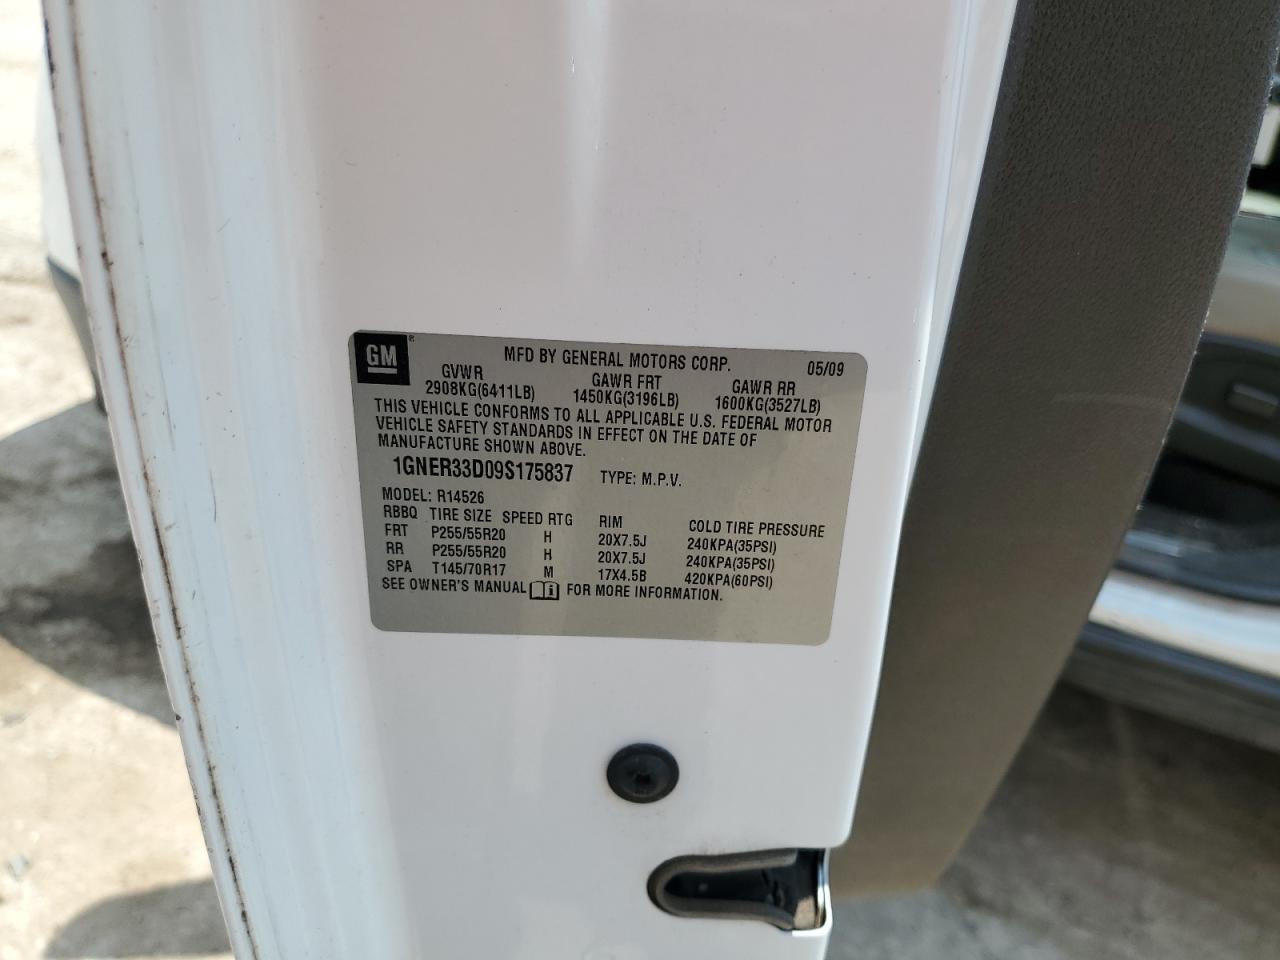 GM ® MFD BY GENERAL MOTORS CORP. 05/09
GVWR GAWR FRT GAWR RR
2908KG(6411LB) 1450KG(3196LB) 1600KG(3527LB)
THIS VEHICLE CONFORMS TO ALL APPLICABLE U.S. FEDERAL MOTOR
VEHICLE SAFETY STANDARDS IN EFFECT ON THE DATE OF
MANUFACTURE SHOWN ABOVE.
1GNER33D09S175837 TYPE: M.P.V.
MODEL: R14526
RBBQ TIRE SIZE SPEED RTG RIM COLD TIRE PRESSURE
FRT P255/55R20 H 20X7.5J 240KPA(35PSI)
RR P255/55R20 H 20X7.5J 240KPA(35PSI)
SPA T145/70R17 M 17X4.5B 420KPA(60PSI)
SEE OWNER'S MANUAL FOR MORE INFORMATION.